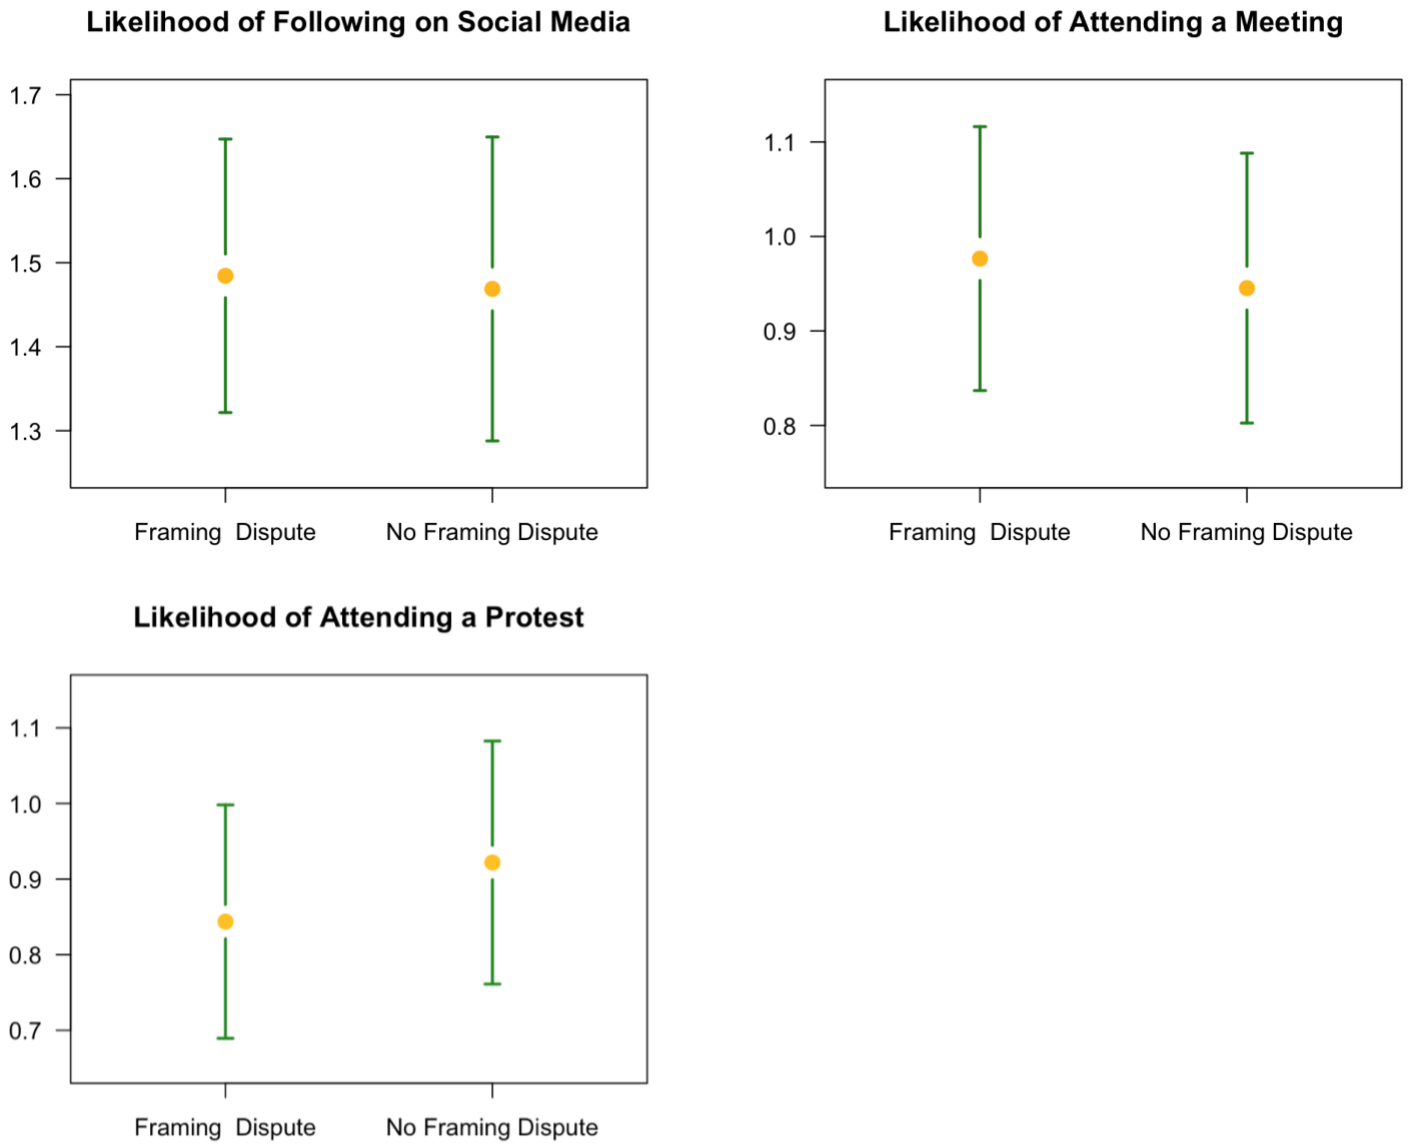 Likelihood of Following on Social Media
1.7
1.6
1.5
1.4
1.3
Framing  Dispute
No Framing Dispute
Likelihood of Attending a Meeting
1.1
1.0
0.9
0.8
Framing  Dispute
No Framing Dispute
Likelihood of Attending a Protest
1.1
1.0
0.9
0.8
0.7
Framing  Dispute
No Framing Dispute